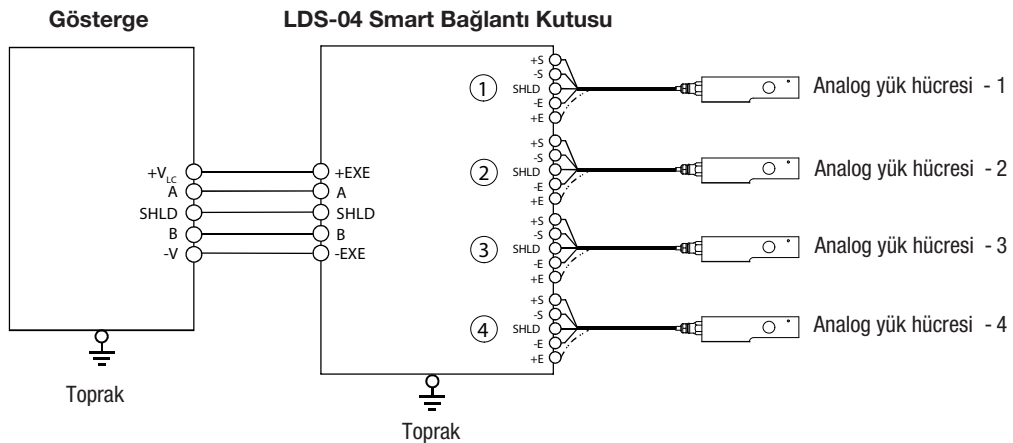 Gösterge
LDS-04 Smart Bağlantı Kutusu
+V_LC
A
SHLD
B
-V
+EXE
A
SHLD
B
-EXE
1
+S
-S
SHLD
-E
+E
Analog yük hücresi - 1
2
+S
-S
SHLD
-E
+E
Analog yük hücresi - 2
3
+S
-S
SHLD
-E
+E
Analog yük hücresi - 3
4
+S
-S
SHLD
-E
+E
Analog yük hücresi - 4
Toprak
Toprak